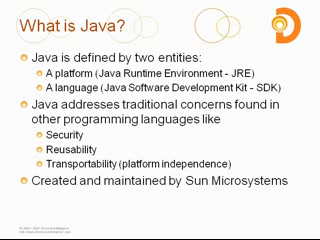 What is Java?
Java is defined by two entities:
A platform (Java Runtime Environment - JRE)
A language (Java Software Development Kit - SDK)
Java addresses traditional concerns found in
other programming languages like
Security
Reusability
Transportability (platform independence)
Created and maintained by Sun Microsystems